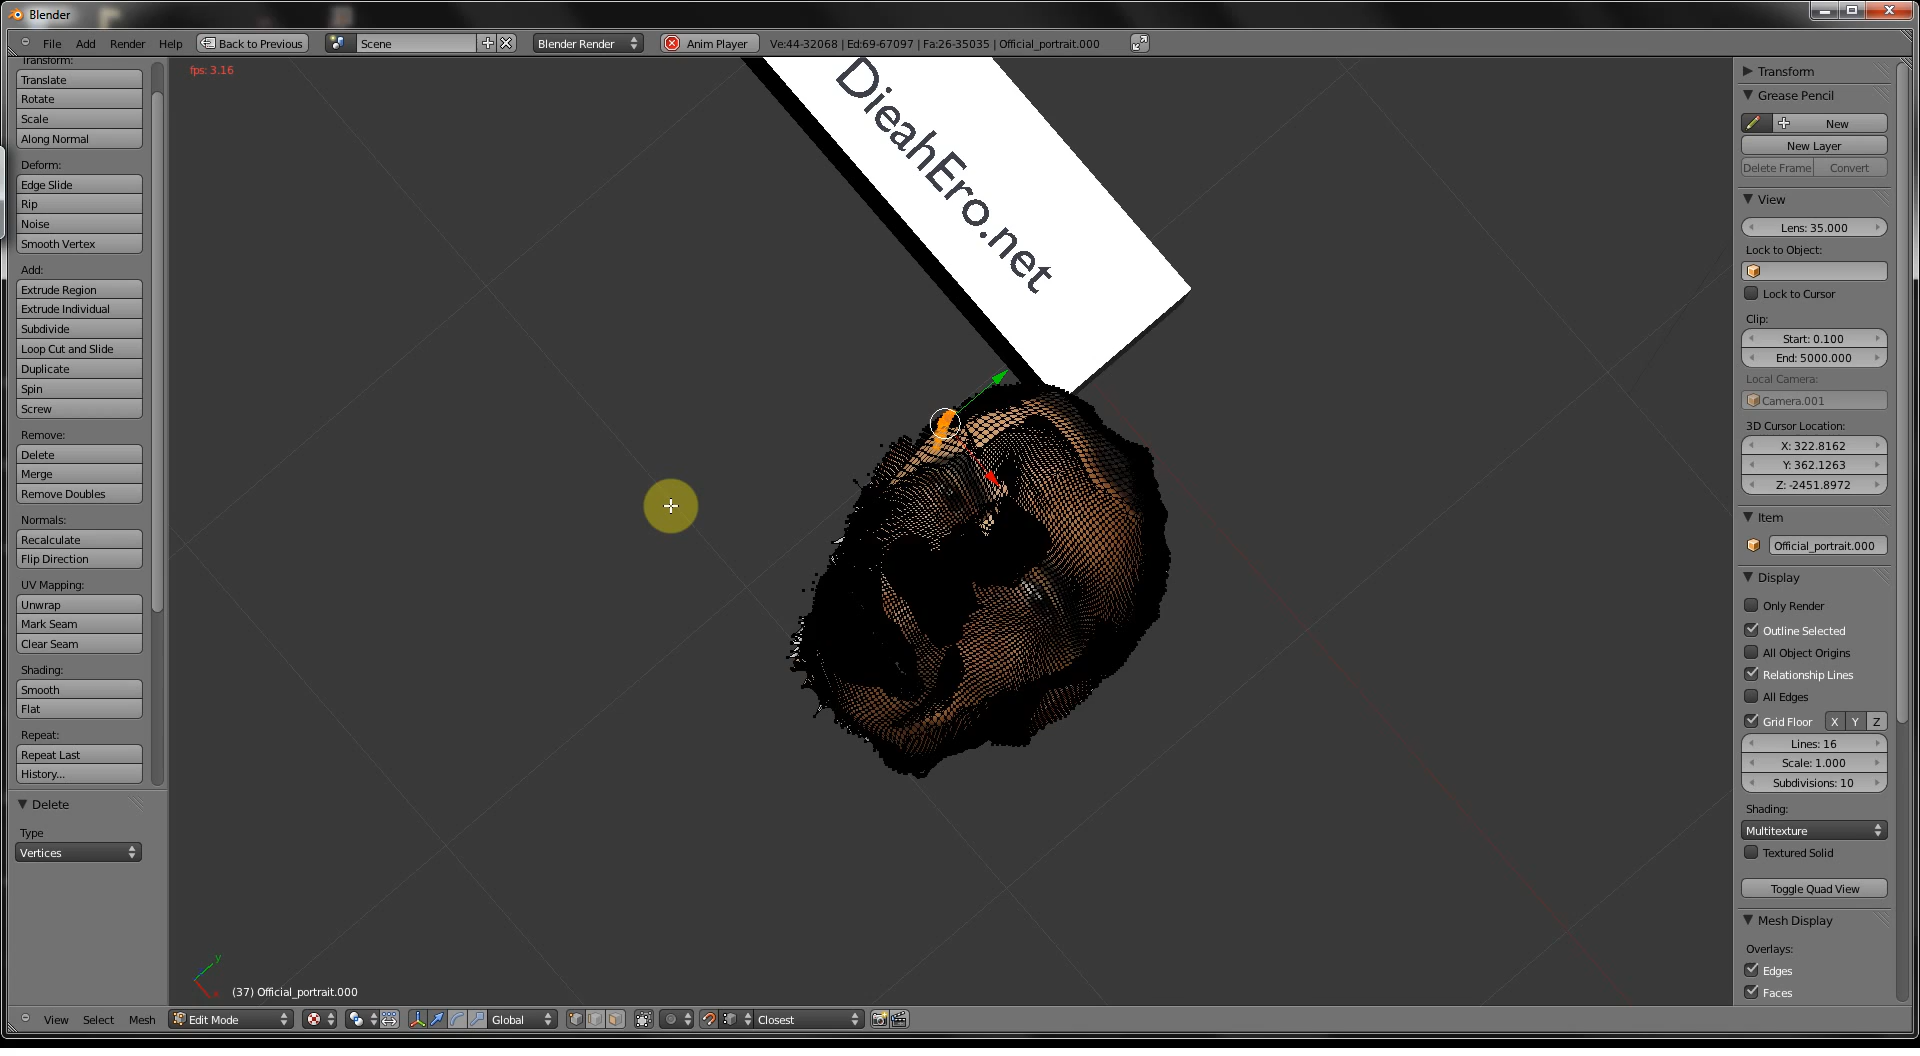 Blender
File Add Render Help Back to Previous Scene Blender Render Anim Player Ve:44-32068 | Ed:69-67097 | Fa:26-35035 | Official_portrait.000
fps: 3.16
Transform:
Translate
Rotate
Scale
Along Normal
Deform:
Edge Slide
Rip
Noise
Smooth Vertex
Add:
Extrude Region
Extrude Individual
Subdivide
Loop Cut and Slide
Duplicate
Spin
Screw
Remove:
Delete
Merge
Remove Doubles
Normals:
Recalculate
Flip Direction
UV Mapping:
Unwrap
Mark Seam
Clear Seam
Shading:
Smooth
Flat
Repeat:
Repeat Last
History...
Delete
Type
Vertices
DieahEro.net
y
x
(37) Official_portrait.000
Transform
Grease Pencil
New
New Layer
Delete Frame Convert
View
Lens: 35.000
Lock to Object:
Lock to Cursor
Clip:
Start: 0.100
End: 5000.000
Local Camera:
Camera.001
3D Cursor Location:
X: 322.8162
Y: 362.1263
Z: -2451.8972
Item
Official_portrait.000
Display
Only Render
Outline Selected
All Object Origins
Relationship Lines
All Edges
Grid Floor X Y Z
Lines: 16
Scale: 1.000
Subdivisions: 10
Shading:
Multitexture
Textured Solid
Toggle Quad View
Mesh Display
Overlays:
Edges
Faces
View Select Mesh Edit Mode Global Closest